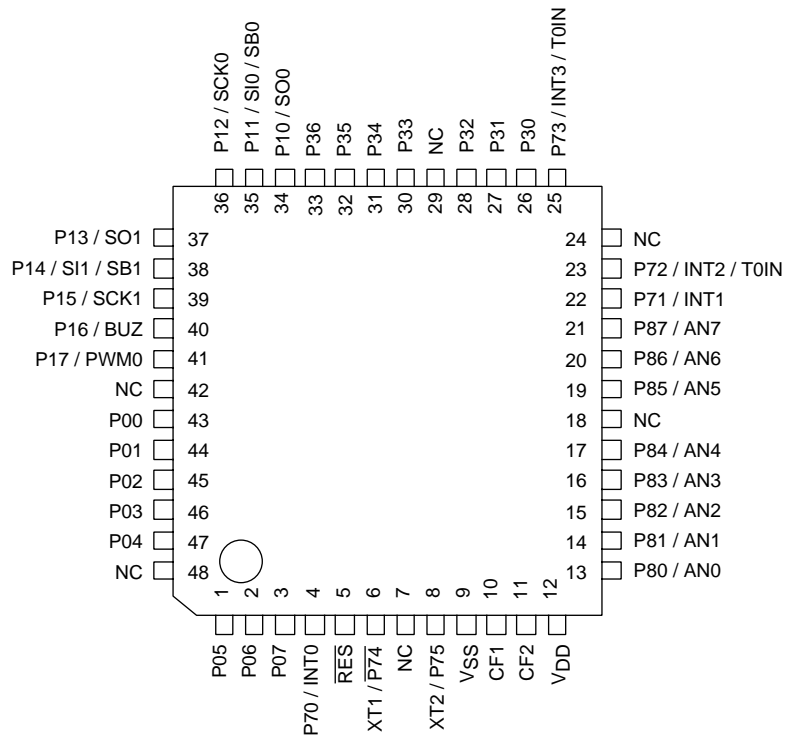 P12 / SCK0
P11 / SI0 / SB0
P10 / SO0
P36
P35
P34
P33
NC
P32
P31
P30
P73 / INT3 / T0IN
36
35
34
33
32
31
30
29
28
27
26
25
P13 / SO1 37
P14 / SI1 / SB1 38
P15 / SCK1 39
P16 / BUZ 40
P17 / PWM0 41
NC 42
P00 43
P01 44
P02 45
P03 46
P04 47
NC 48
24 NC
23 P72 / INT2 / T0IN
22 P71 / INT1
21 P87 / AN7
20 P86 / AN6
19 P85 / AN5
18 NC
17 P84 / AN4
16 P83 / AN3
15 P82 / AN2
14 P81 / AN1
13 P80 / AN0
1
2
3
4
5
6
7
8
9
10
11
12
P05
P06
P07
P70 / INT0
RES
XT1 / P74
NC
XT2 / P75
VSS
CF1
CF2
VDD